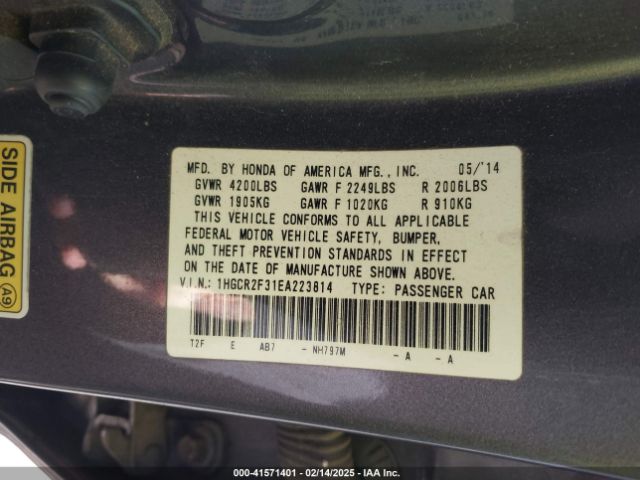 SIDE AIRBAG
A9
MFD. BY HONDA OF AMERICA MFG., INC. 05/'14
GVWR 4200LBS GAWR F 2249LBS R 2006LBS
GVWR 1905KG GAWR F 1020KG R 910KG
THIS VEHICLE CONFORMS TO ALL APPLICABLE
FEDERAL MOTOR VEHICLE SAFETY, BUMPER,
AND THEFT PREVENTION STANDARDS IN EFFECT
ON THE DATE OF MANUFACTURE SHOWN ABOVE.
V.I.N.: 1HGCR2F31EA223814 TYPE: PASSENGER CAR
T2F E AB7 - NH797M - A - A
000-41571401 - 02/14/2025 - IAA Inc.